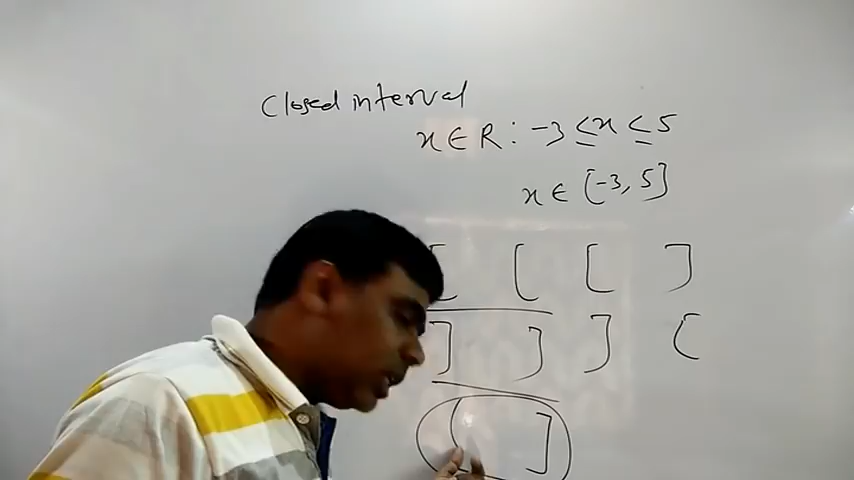 Closed interval
x ∈ R : -3 ≤ x ≤ 5
x ∈ [-3, 5]
[ [ [ ]
] ] ] (
( ]